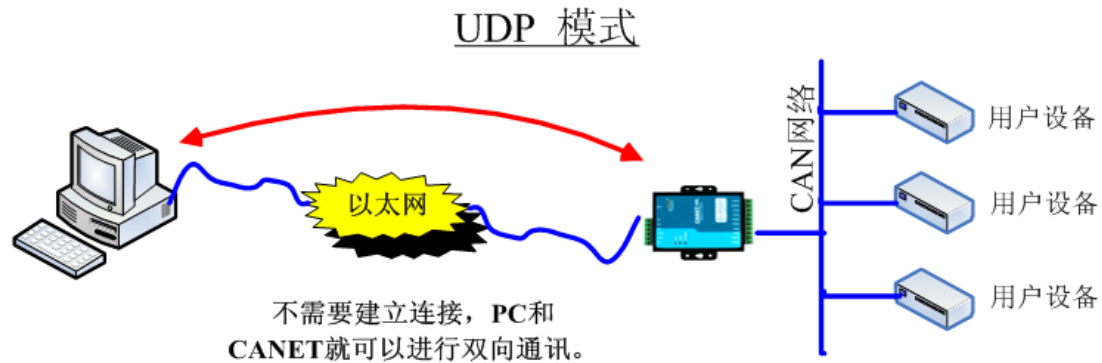 UDP 模式
CAN网络
用户设备
以太网
用户设备
用户设备
不需要建立连接，PC和
CANET就可以进行双向通讯。